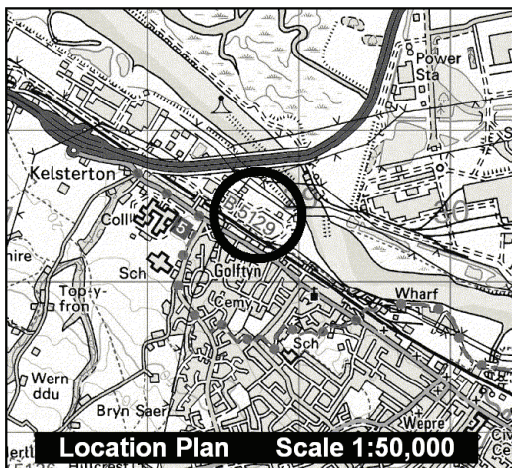 Power
Sta
Kelsterton
Coll
B5129
30
Sch
Golftyn
Top-y-
fron
Cemy
Wharf
Sch
Wern
ddu
Bryn Saer
Wepre
Location Plan Scale 1:50,000